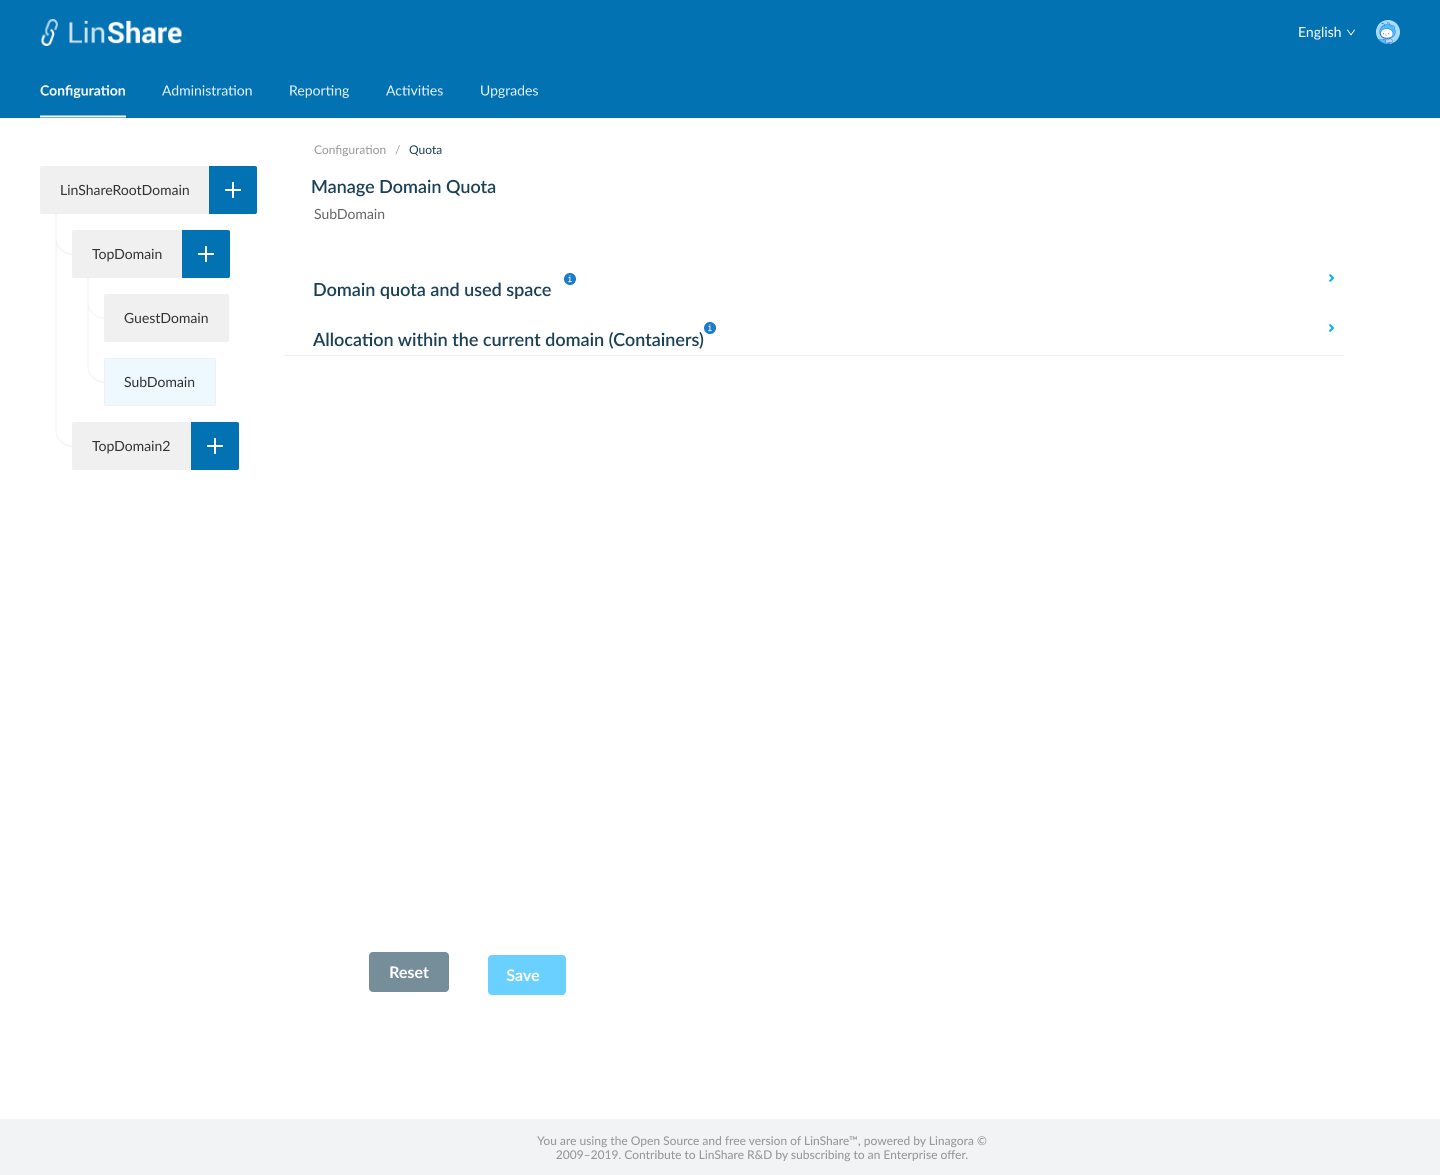 LinShare
English
Configuration Administration Reporting Activities Upgrades
Configuration / Quota
LinShareRootDomain
Manage Domain Quota
SubDomain
TopDomain
Domain quota and used space
GuestDomain
Allocation within the current domain (Containers)
SubDomain
TopDomain2
Reset
Save
You are using the Open Source and free version of LinShare™, powered by Linagora ©
2009–2019. Contribute to LinShare R&D by subscribing to an Enterprise offer.